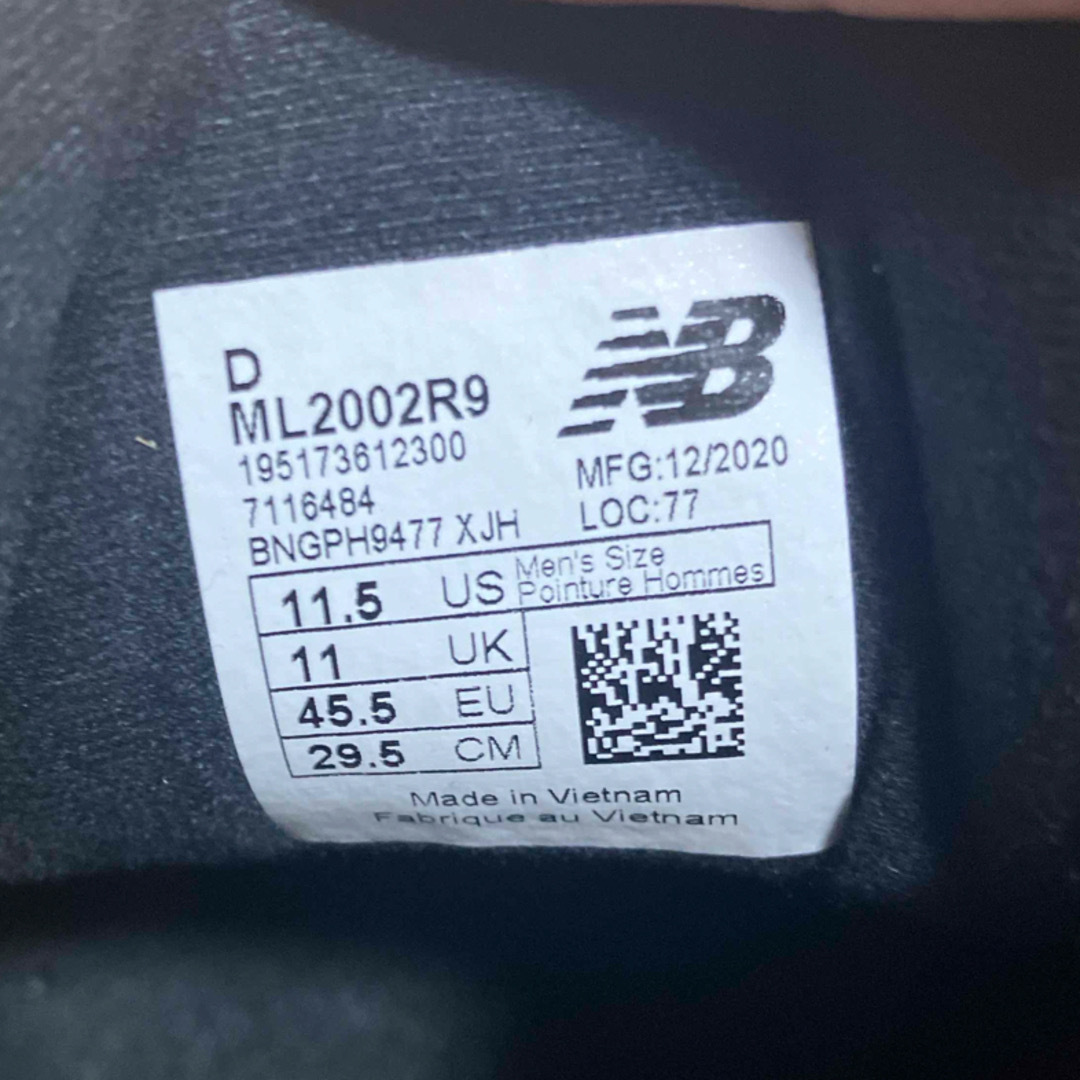 D
ML2002R9
195173612300
7116484
BNGPH9477 XJH
NB
MFG:12/2020
LOC:77
11.5 US Men's Size
Pointure Hommes
11 UK
45.5 EU
29.5 CM
Made in Vietnam
Fabrique au Vietnam